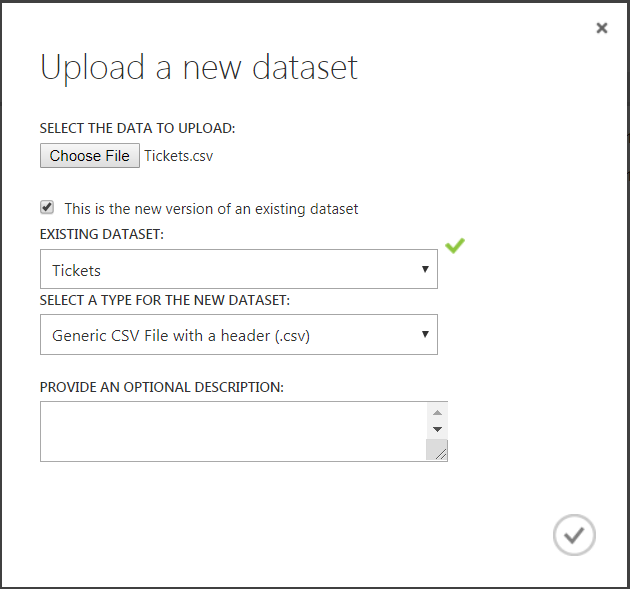 Upload a new dataset
SELECT THE DATA TO UPLOAD:
Choose File Tickets.csv
This is the new version of an existing dataset
EXISTING DATASET:
Tickets
SELECT A TYPE FOR THE NEW DATASET:
Generic CSV File with a header (.csv)
PROVIDE AN OPTIONAL DESCRIPTION: